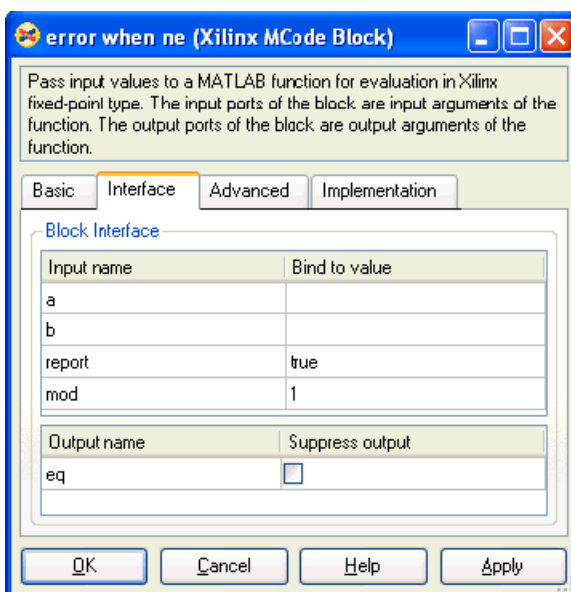 error when ne (Xilinx MCode Block)
Pass input values to a MATLAB function for evaluation in Xilinx
fixed-point type. The input ports of the block are input arguments of the
function. The output ports of the block are output arguments of the
function.
Basic Interface Advanced Implementation
Block Interface
Input name Bind to value
a
b
report true
mod 1
Output name Suppress output
eq
OK Cancel Help Apply